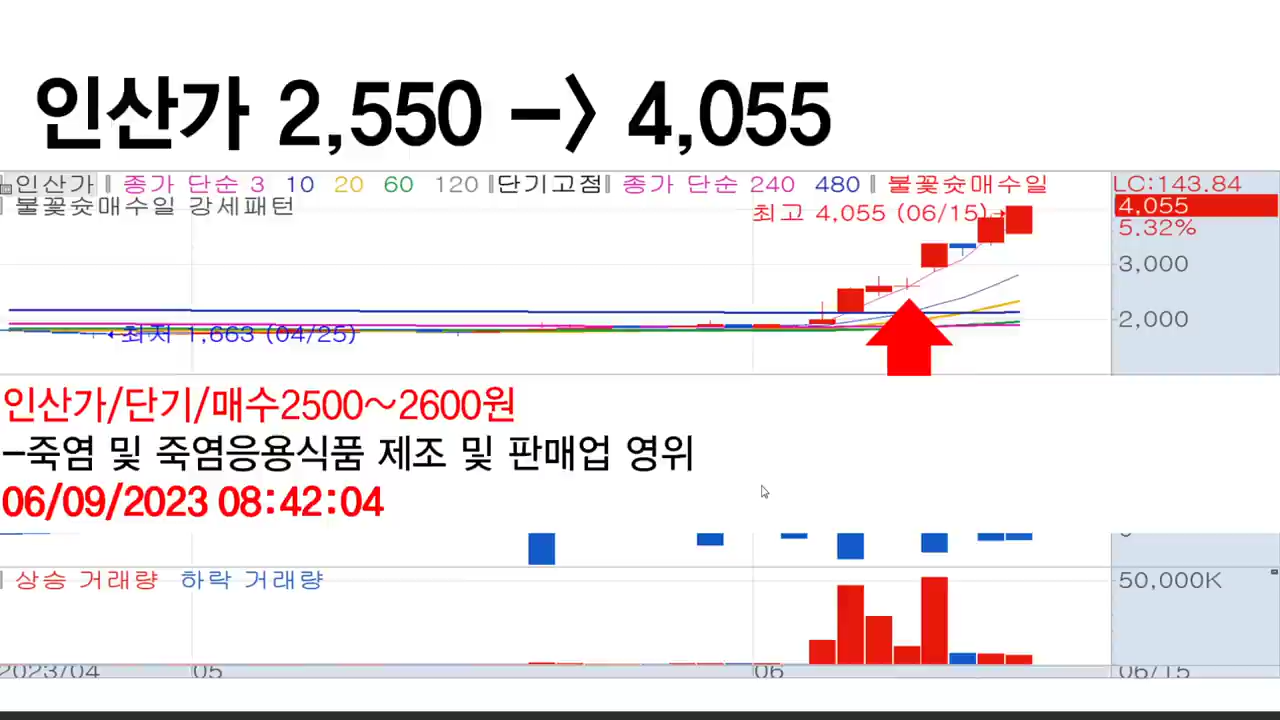 인산가 2,550 -> 4,055
인산가 종가 단순 3 10 20 60 120 단기고점 종가 단순 240 480 불꽃슛매수일
LC:143.84
불꽃슛매수일 강세패턴
4,055
최고 4,055 (06/15)→
5.32%
3,000
2,000
←최저 1,663 (04/25)
인산가/단기/매수2500~2600원
-죽염 및 죽염응용식품 제조 및 판매업 영위
06/09/2023 08:42:04
상승 거래량 하락 거래량
50,000K
2023/04 05 06 06/15